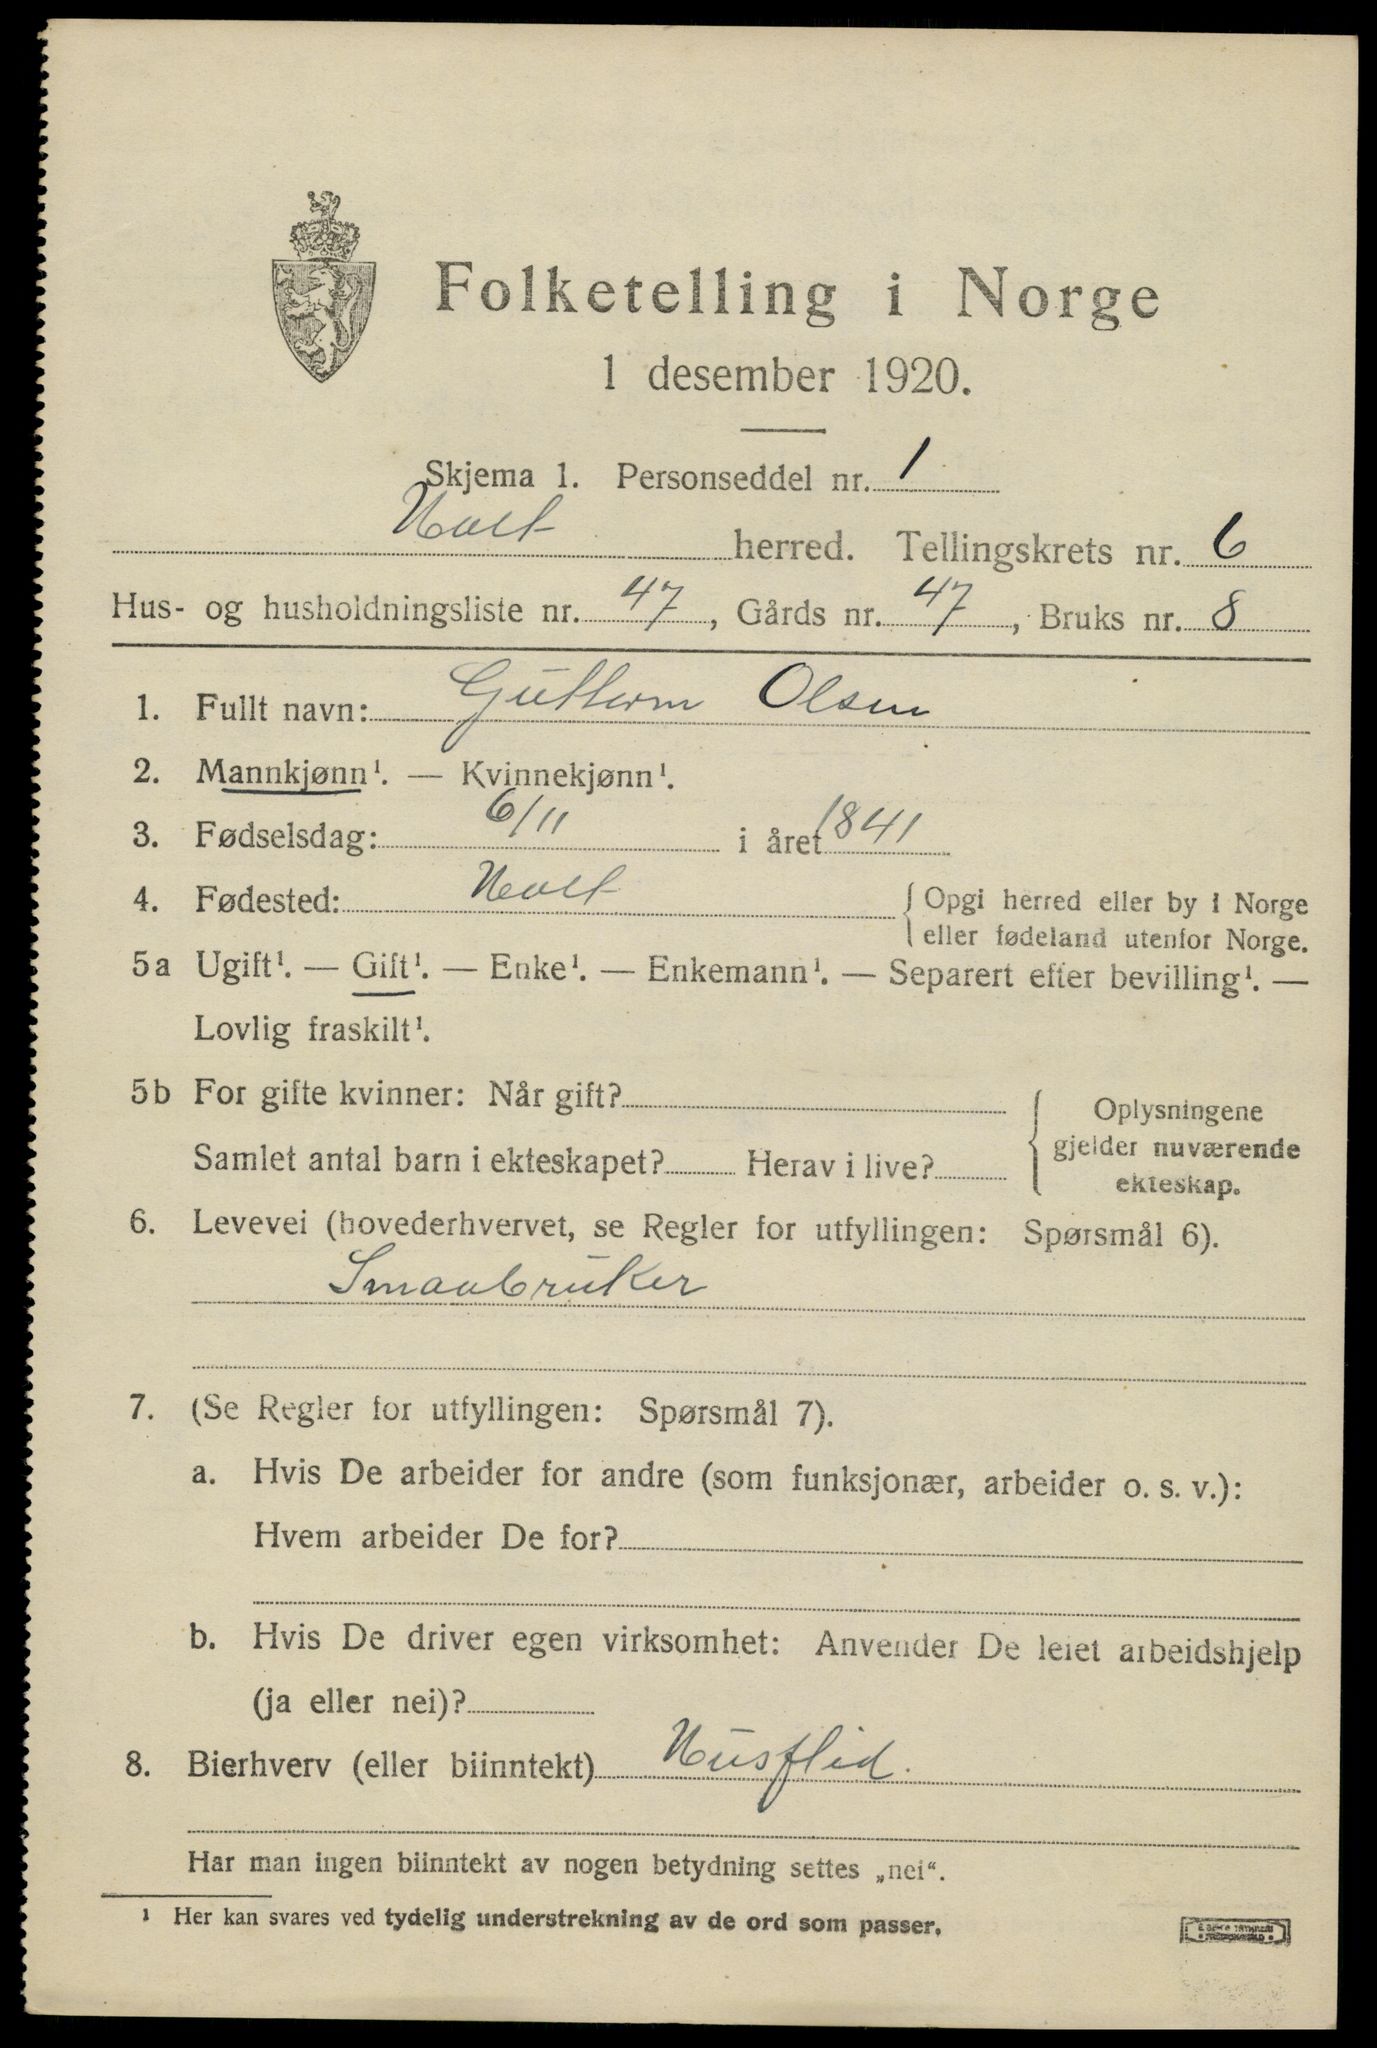 Folketelling i Norge
1 desember 1920.
Skjema 1. Personseddel nr. 1
Holt herred. Tellingskrets nr. 6
Hus- og husholdningsliste nr. 47, Gårds nr. 47, Bruks nr. 8
1. Fullt navn: Guttorm Olsen
2. Mannkjønn¹. — Kvinnekjønn¹.
3. Fødselsdag: 6/11 i året 1841
4. Fødested: Holt { Opgi herred eller by i Norge
eller fødeland utenfor Norge.
5a Ugift¹. — Gift¹. — Enke¹. — Enkemann¹. — Separert efter bevilling¹. —
Lovlig fraskilt¹.
5b For gifte kvinner: Når gift?
Samlet antal barn i ekteskapet? Herav i live?
{ Oplysningene
gjelder nuværende
ekteskap.
6. Levevei (hovederhvervet, se Regler for utfyllingen: Spørsmål 6).
Smaabruker
7. (Se Regler for utfyllingen: Spørsmål 7).
a. Hvis De arbeider for andre (som funksjonær, arbeider o. s. v.):
Hvem arbeider De for?
b. Hvis De driver egen virksomhet: Anvender De leiet arbeidshjelp
(ja eller nei)?
8. Bierhverv (eller biinntekt) Husflid.
Har man ingen biinntekt av nogen betydning settes „nei“.
¹ Her kan svares ved tydelig understrekning av de ord som passer.